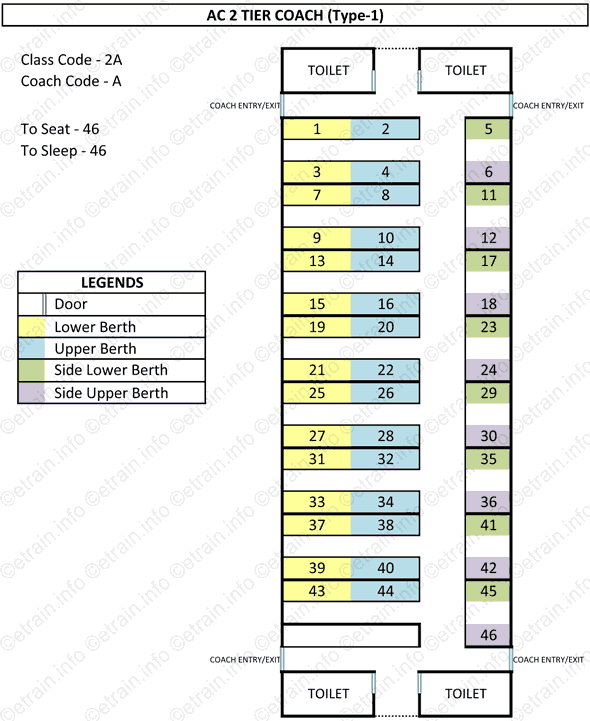 AC 2 TIER COACH (Type-1)
Class Code - 2A
Coach Code - A
To Seat - 46
To Sleep - 46
TOILET TOILET
COACH ENTRY/EXIT COACH ENTRY/EXIT
1 2 5
3 4 6
7 8 11
9 10 12
13 14 17
15 16 18
19 20 23
21 22 24
25 26 29
27 28 30
31 32 35
33 34 36
37 38 41
39 40 42
43 44 45
46
COACH ENTRY/EXIT COACH ENTRY/EXIT
TOILET TOILET
LEGENDS
Door
Lower Berth
Upper Berth
Side Lower Berth
Side Upper Berth
©etrain.info